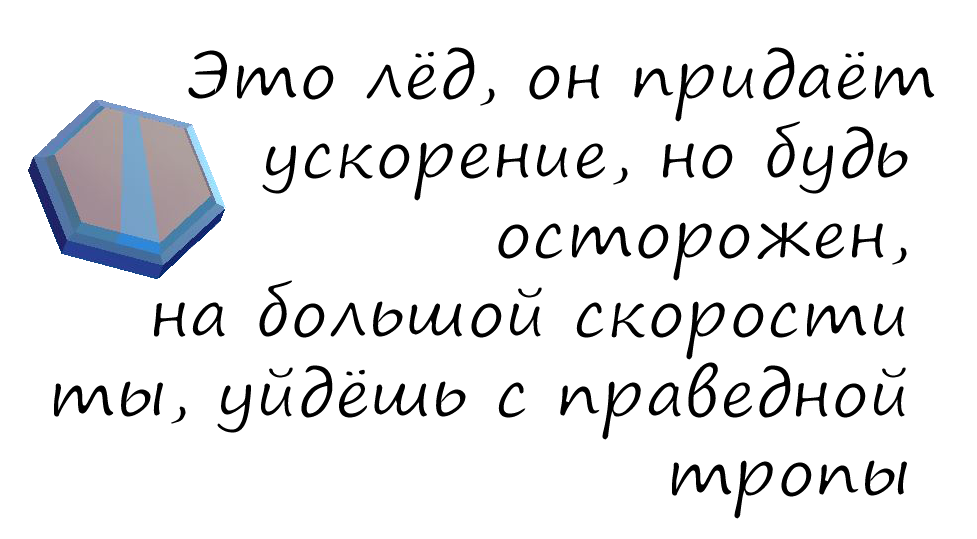 Это лёд, он придаёт
ускорение, но будь
осторожен,
на большой скорости
ты, уйдёшь с праведной
тропы